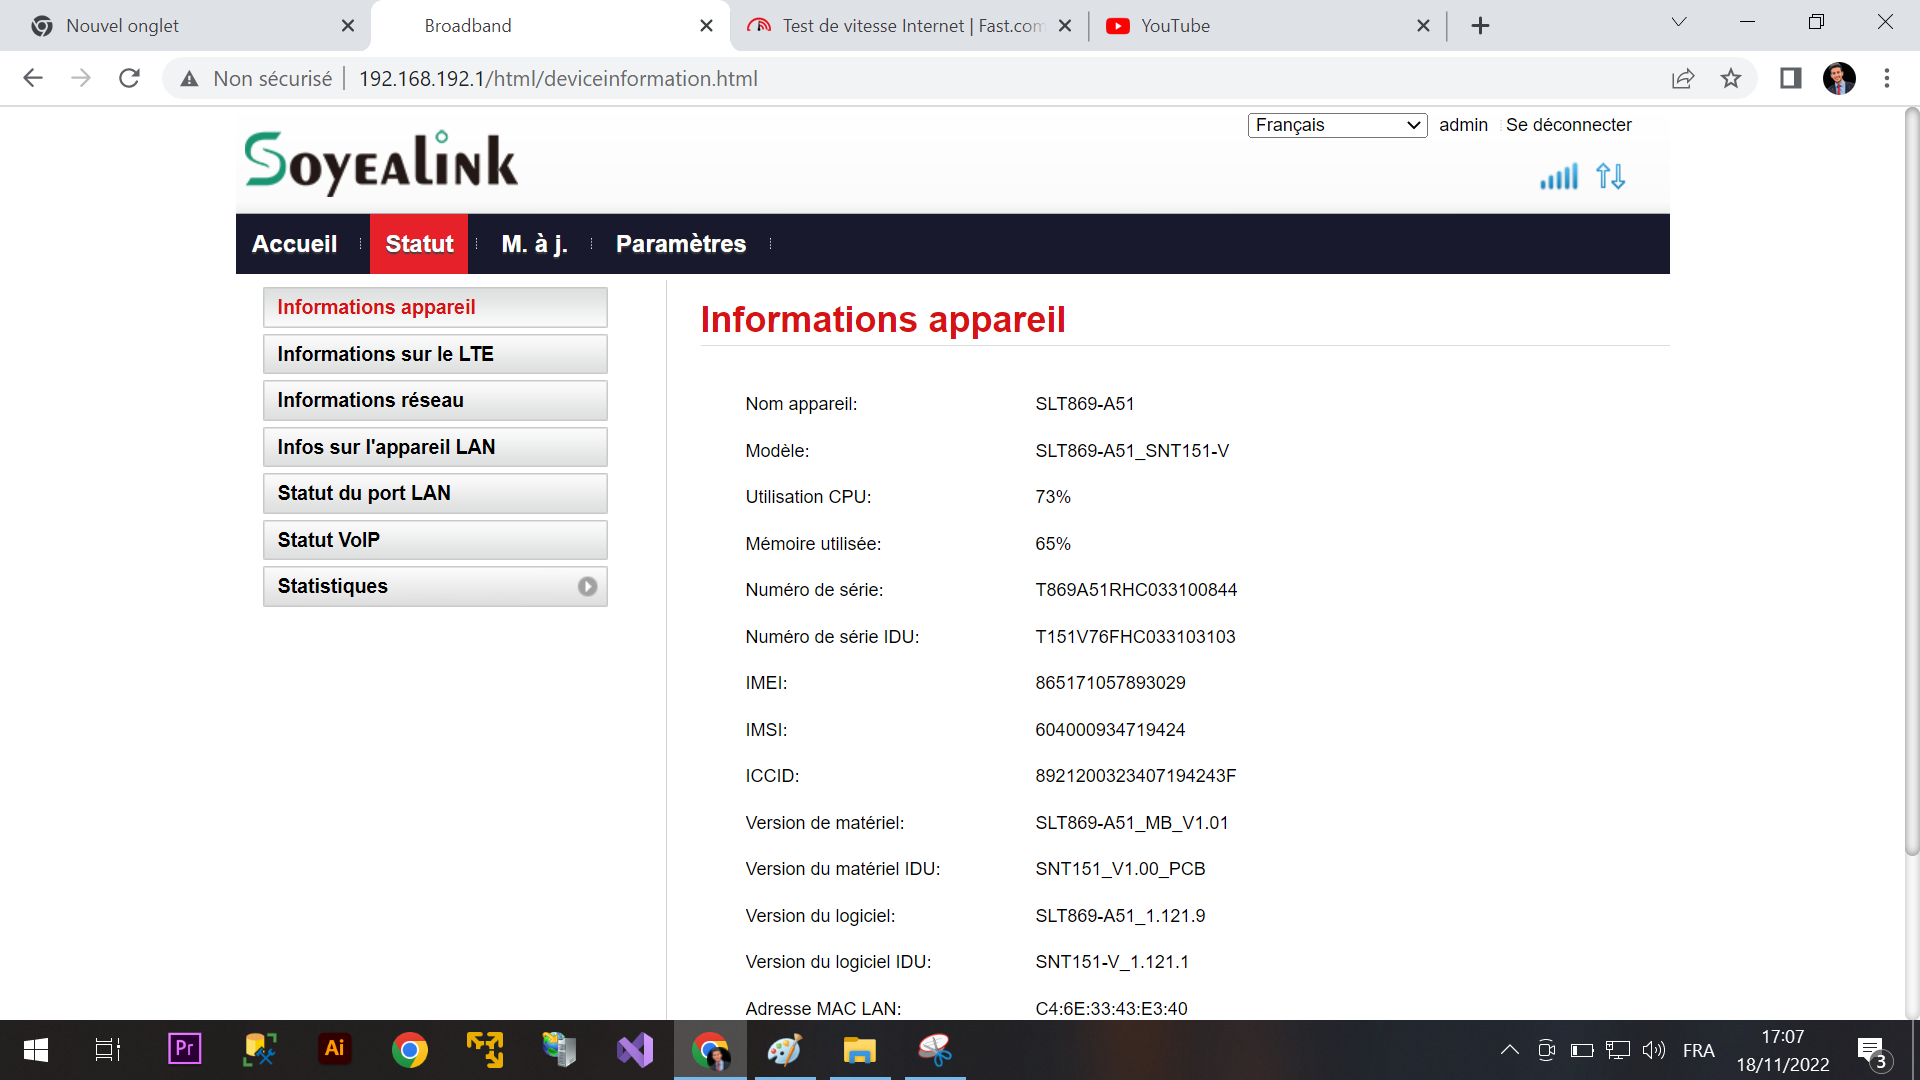 Nouvel onglet
Broadband
Test de vitesse Internet | Fast.com
YouTube
Non sécurisé
192.168.192.1/html/deviceinformation.html
Français
admin
Se déconnecter
SOYEALINK
Accueil
Statut
M. à j.
Paramètres
Informations appareil
Informations sur le LTE
Informations réseau
Infos sur l'appareil LAN
Statut du port LAN
Statut VoIP
Statistiques
Informations appareil
Nom appareil: SLT869-A51
Modèle: SLT869-A51_SNT151-V
Utilisation CPU: 73%
Mémoire utilisée: 65%
Numéro de série: T869A51RHC033100844
Numéro de série IDU: T151V76FHC033103103
IMEI: 865171057893029
IMSI: 604000934719424
ICCID: 8921200323407194243F
Version de matériel: SLT869-A51_MB_V1.01
Version du matériel IDU: SNT151_V1.00_PCB
Version du logiciel: SLT869-A51_1.121.9
Version du logiciel IDU: SNT151-V_1.121.1
Adresse MAC LAN: C4:6E:33:43:E3:40
Pr
Ai
FRA
17:07
18/11/2022
3